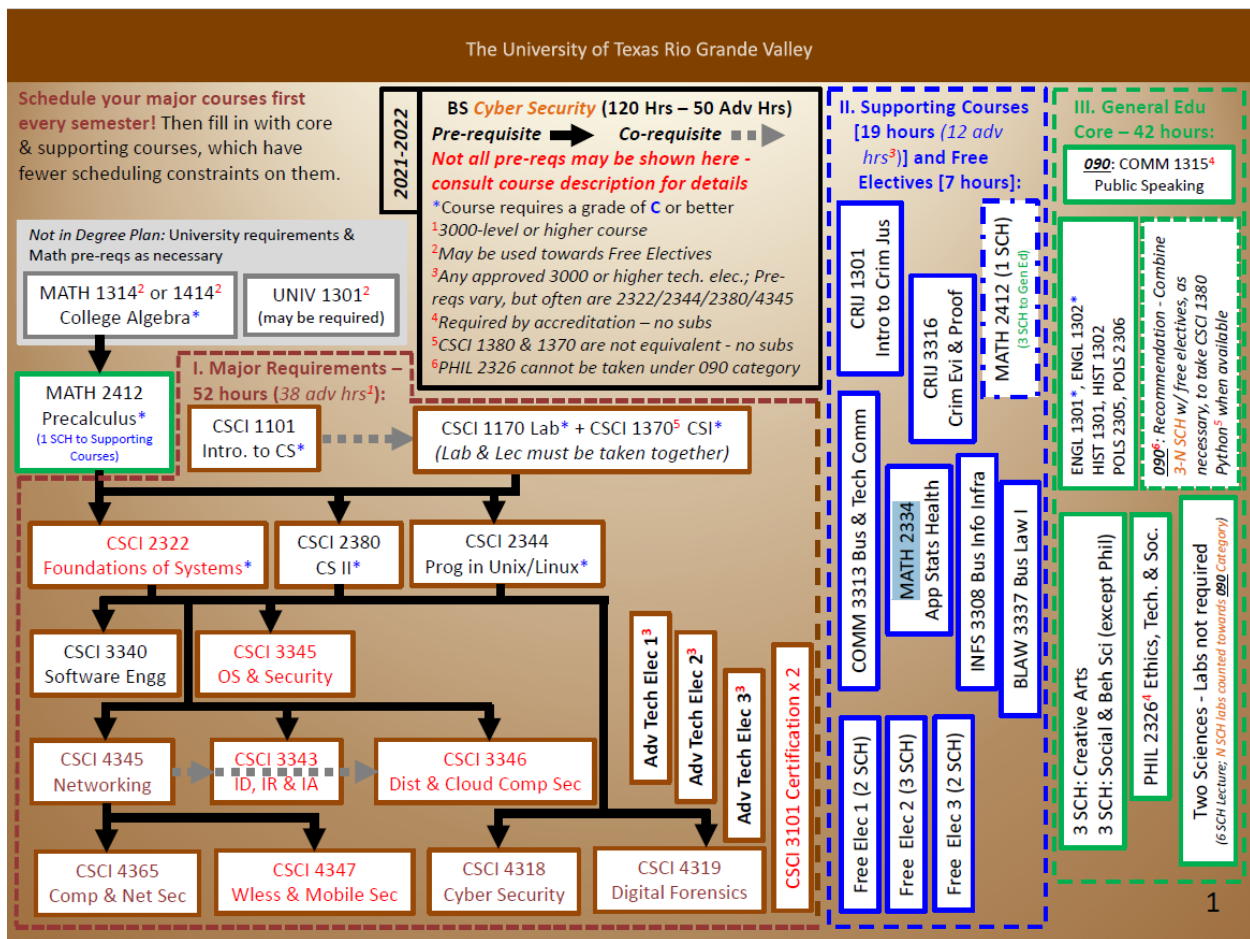 The University of Texas Rio Grande Valley
Schedule your major courses first
every semester! Then fill in with core
& supporting courses, which have
fewer scheduling constraints on them.
2021-2022
BS Cyber Security (120 Hrs – 50 Adv Hrs)
Pre-requisite Co-requisite
Not all pre-reqs may be shown here -
consult course description for details
*Course requires a grade of C or better
¹3000-level or higher course
²May be used towards Free Electives
³Any approved 3000 or higher tech. elec.; Pre-
reqs vary, but often are 2322/2344/2380/4345
⁴Required by accreditation – no subs
⁵CSCI 1380 & 1370 are not equivalent - no subs
⁶PHIL 2326 cannot be taken under 090 category
Not in Degree Plan: University requirements &
Math pre-reqs as necessary
MATH 1314² or 1414²
College Algebra*
UNIV 1301²
(may be required)
MATH 2412
Precalculus*
(1 SCH to Supporting
Courses)
I. Major Requirements –
52 hours (38 adv hrs¹):
CSCI 1101
Intro. to CS*
CSCI 1170 Lab* + CSCI 1370⁵ CSI*
(Lab & Lec must be taken together)
CSCI 2322
Foundations of Systems*
CSCI 2380
CS II*
CSCI 2344
Prog in Unix/Linux*
CSCI 3340
Software Engg
CSCI 3345
OS & Security
CSCI 4345
Networking
CSCI 3343
ID, IR & IA
CSCI 3346
Dist & Cloud Comp Sec
CSCI 4365
Comp & Net Sec
CSCI 4347
Wless & Mobile Sec
CSCI 4318
Cyber Security
CSCI 4319
Digital Forensics
Adv Tech Elec 1³
Adv Tech Elec 2³
Adv Tech Elec 3³
CSCI 3101 Certification x 2
II. Supporting Courses
[19 hours (12 adv
hrs³)] and Free
Electives [7 hours]:
CRIJ 1301
Intro to Crim Jus
CRIJ 3316
Crim Evi & Proof
MATH 2412 (1 SCH)
(3 SCH to Gen Ed)
COMM 3313 Bus & Tech Comm
MATH 2334
App Stats Health
INFS 3308 Bus Info Infra
BLAW 3337 Bus Law I
Free Elec 1 (2 SCH)
Free Elec 2 (3 SCH)
Free Elec 3 (2 SCH)
III. General Edu
Core – 42 hours:
090: COMM 1315⁴
Public Speaking
ENGL 1301*, ENGL 1302*
HIST 1301, HIST 1302
POLS 2305, POLS 2306
090⁶: Recommendation - Combine
3-N SCH w/ free electives, as
necessary, to take CSCI 1380
Python⁵ when available
3 SCH: Creative Arts
3 SCH: Social & Beh Sci (except Phil)
PHIL 2326⁴ Ethics, Tech. & Soc.
Two Sciences - Labs not required
(6 SCH Lecture; N SCH labs counted towards 090 Category)
1